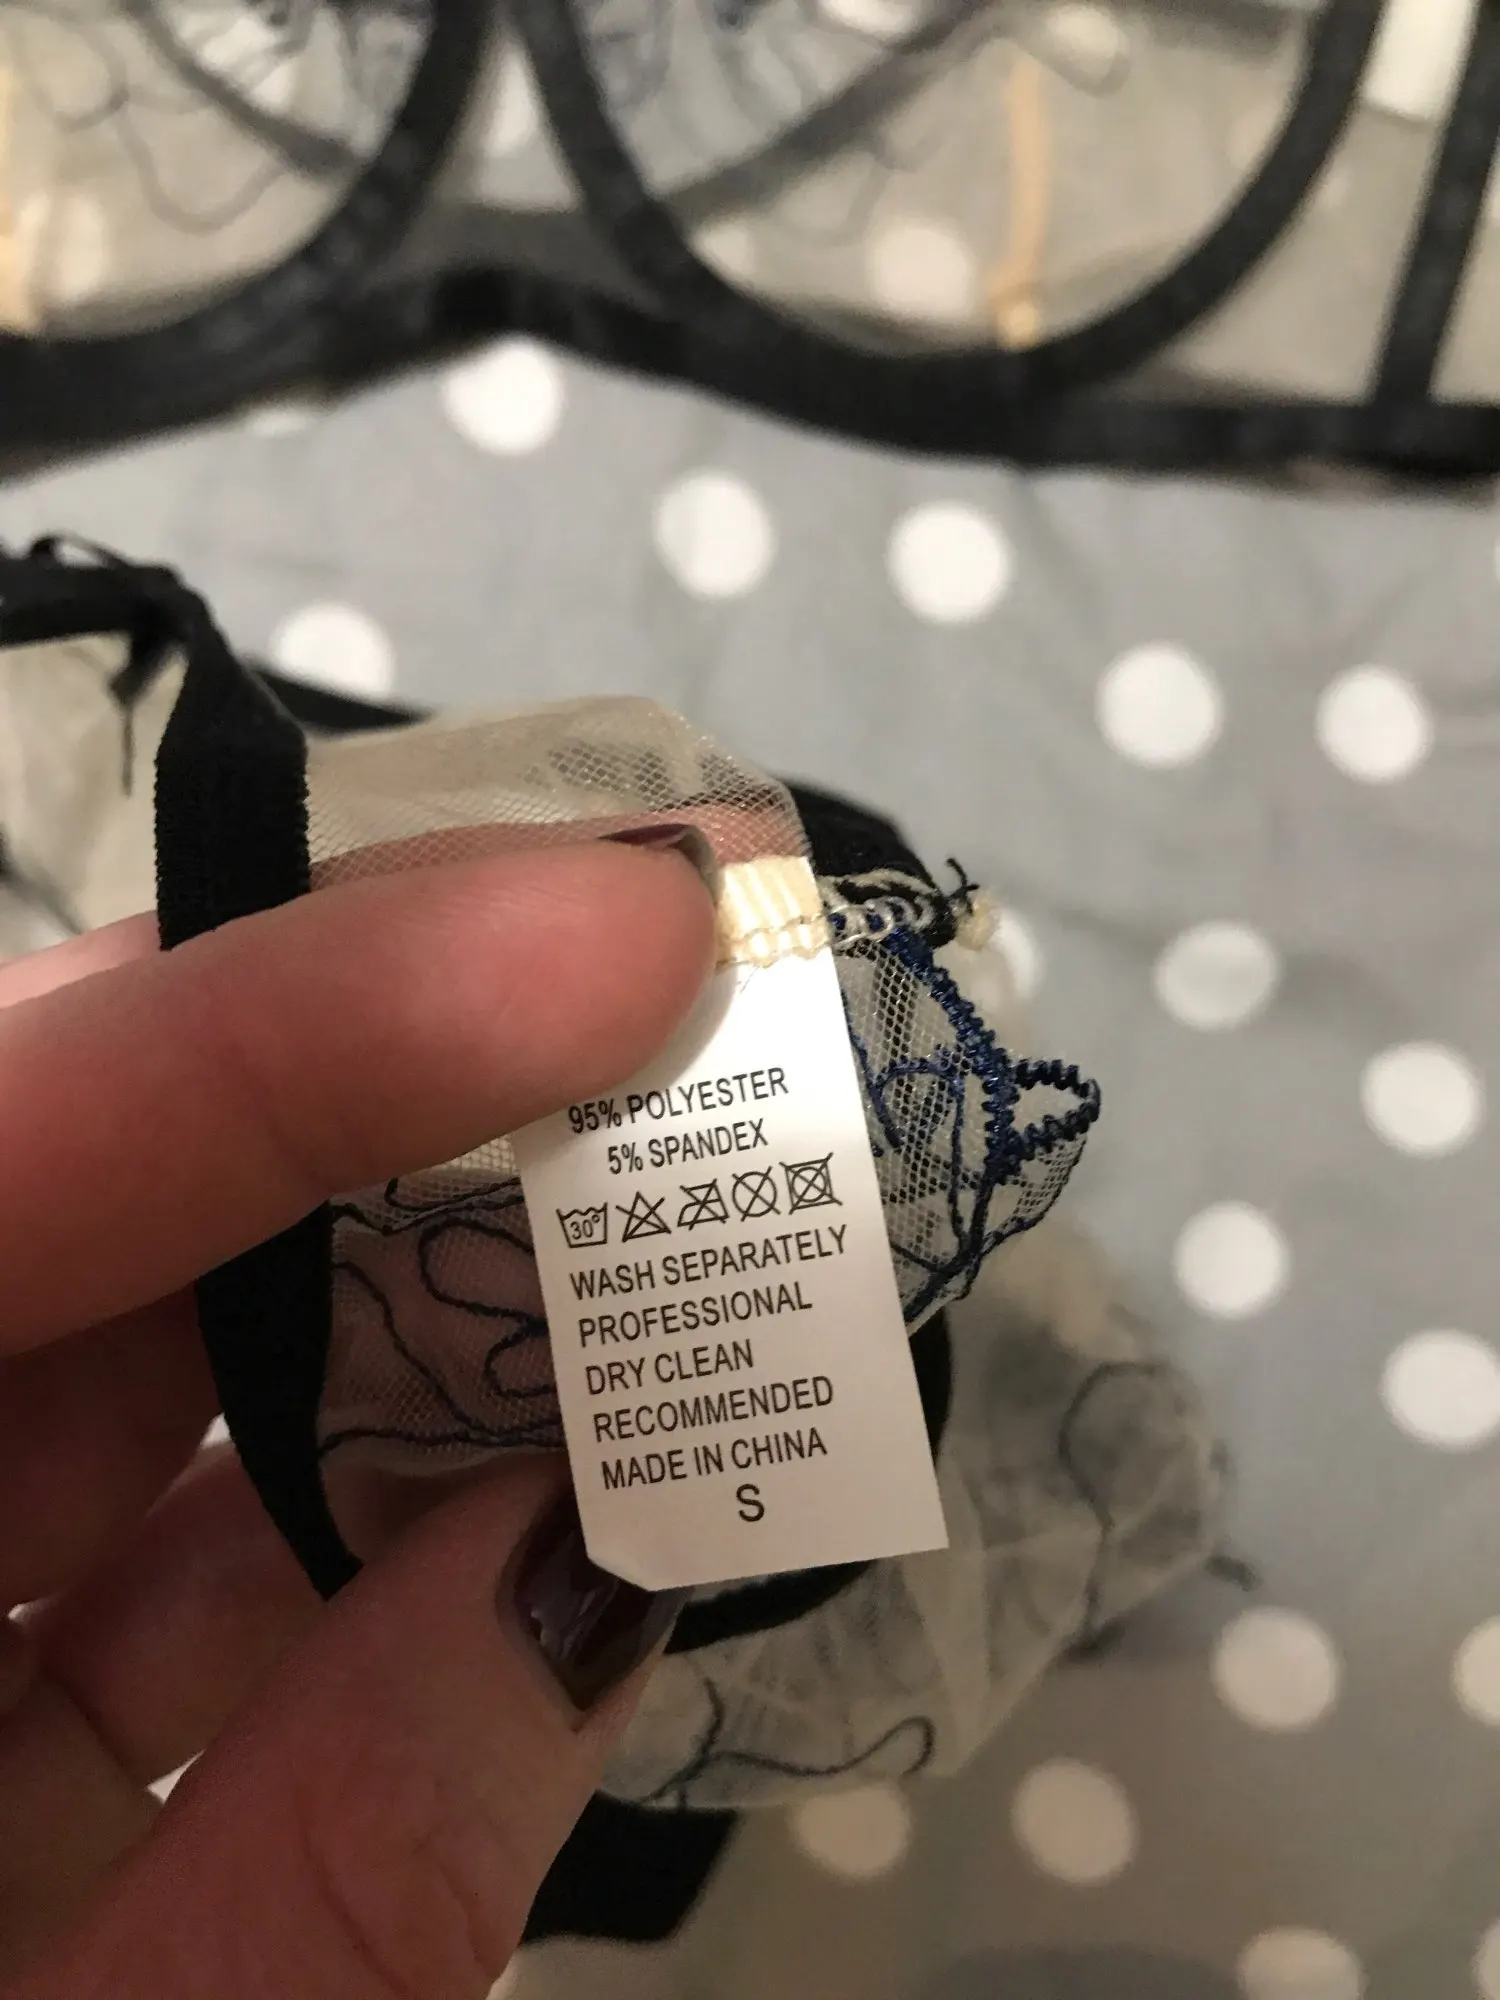 95% POLYESTER
5% SPANDEX
30°
WASH SEPARATELY
PROFESSIONAL
DRY CLEAN
RECOMMENDED
MADE IN CHINA
S